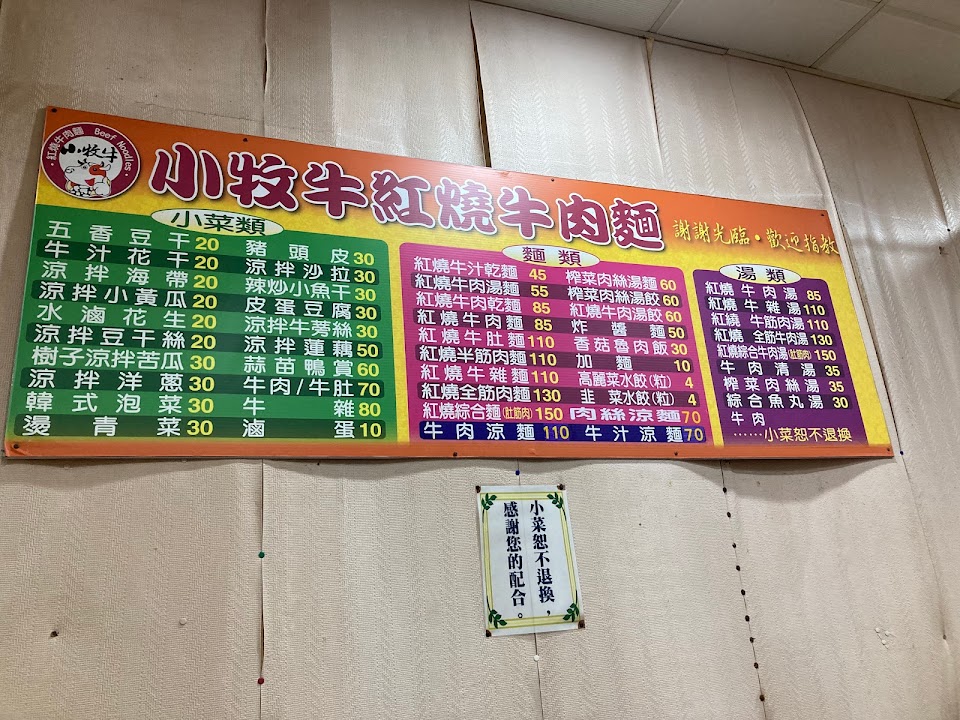 紅燒牛肉麵 Beef Noodles
小牧牛
小牧牛紅燒牛肉麵
謝謝光臨・歡迎指教
小菜類
五香豆干 20
牛汁花干 20
涼拌海帶 20
涼拌小黃瓜 20
水滷花生 20
涼拌豆干絲 20
樹子涼拌苦瓜 30
涼拌洋蔥 30
韓式泡菜 30
燙青菜 30
豬頭皮 30
涼拌沙拉 30
辣炒小魚干 30
皮蛋豆腐 30
涼拌牛蒡絲 30
涼拌蓮藕 50
蒜苗鴨賞 60
牛肉/牛肚 70
牛雜 80
滷蛋 10
麵類
紅燒牛汁乾麵 45
紅燒牛肉湯麵 55
紅燒牛肉乾麵 85
紅燒牛肉麵 85
紅燒牛肚麵 110
紅燒半筋肉麵 110
紅燒牛雜麵 110
紅燒全筋肉麵 130
紅燒綜合麵(肚筋肉) 150
牛肉涼麵 110
榨菜肉絲湯麵 60
榨菜肉絲湯餃 60
紅燒牛肉湯餃 60
炸醬麵 50
香菇魯肉飯 30
加麵 10
高麗菜水餃(粒) 4
韭菜水餃(粒) 4
肉絲涼麵 70
牛汁涼麵 70
湯類
紅燒牛肉湯 85
紅燒牛雜湯 110
紅燒牛筋肉湯 110
紅燒全筋牛肉湯 130
紅燒綜合牛肉湯(肚筋肉) 150
牛肉清湯 35
榨菜肉絲湯 35
綜合魚丸湯 30
牛肉
……小菜恕不退換
小菜恕不退換，
感謝您的配合。